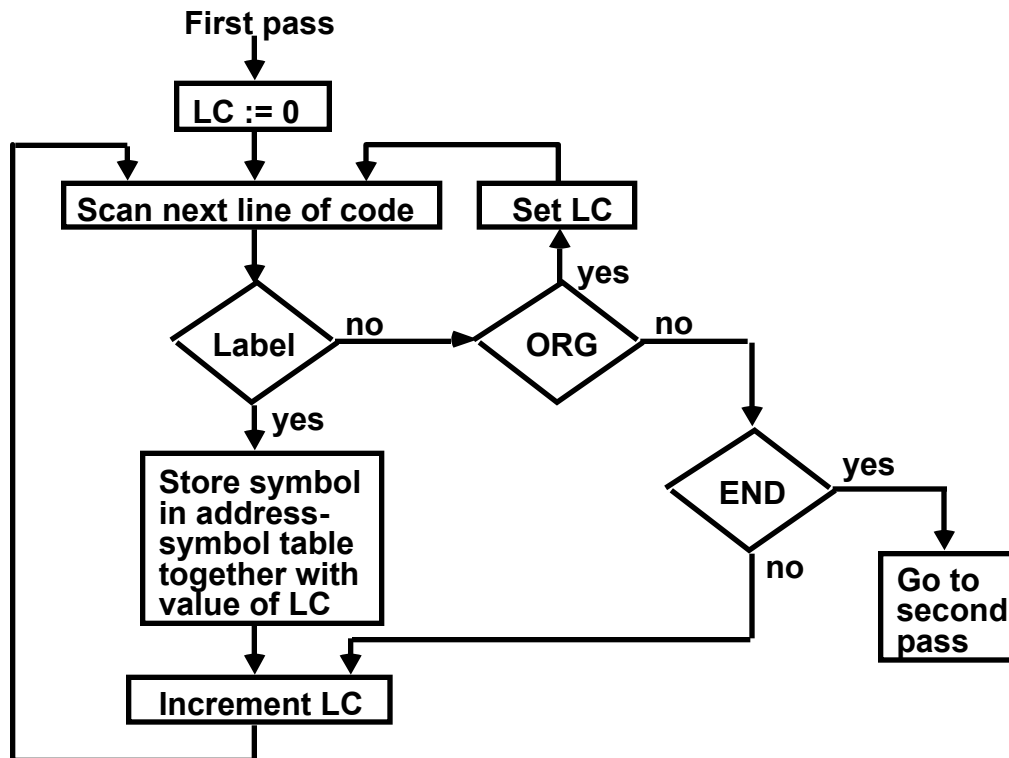 First pass
LC := 0
Scan next line of code
Set LC
yes
Label
no
ORG
no
yes
Store symbol
in address-
symbol table
together with
value of LC
END
yes
no
Go to
second
pass
Increment LC